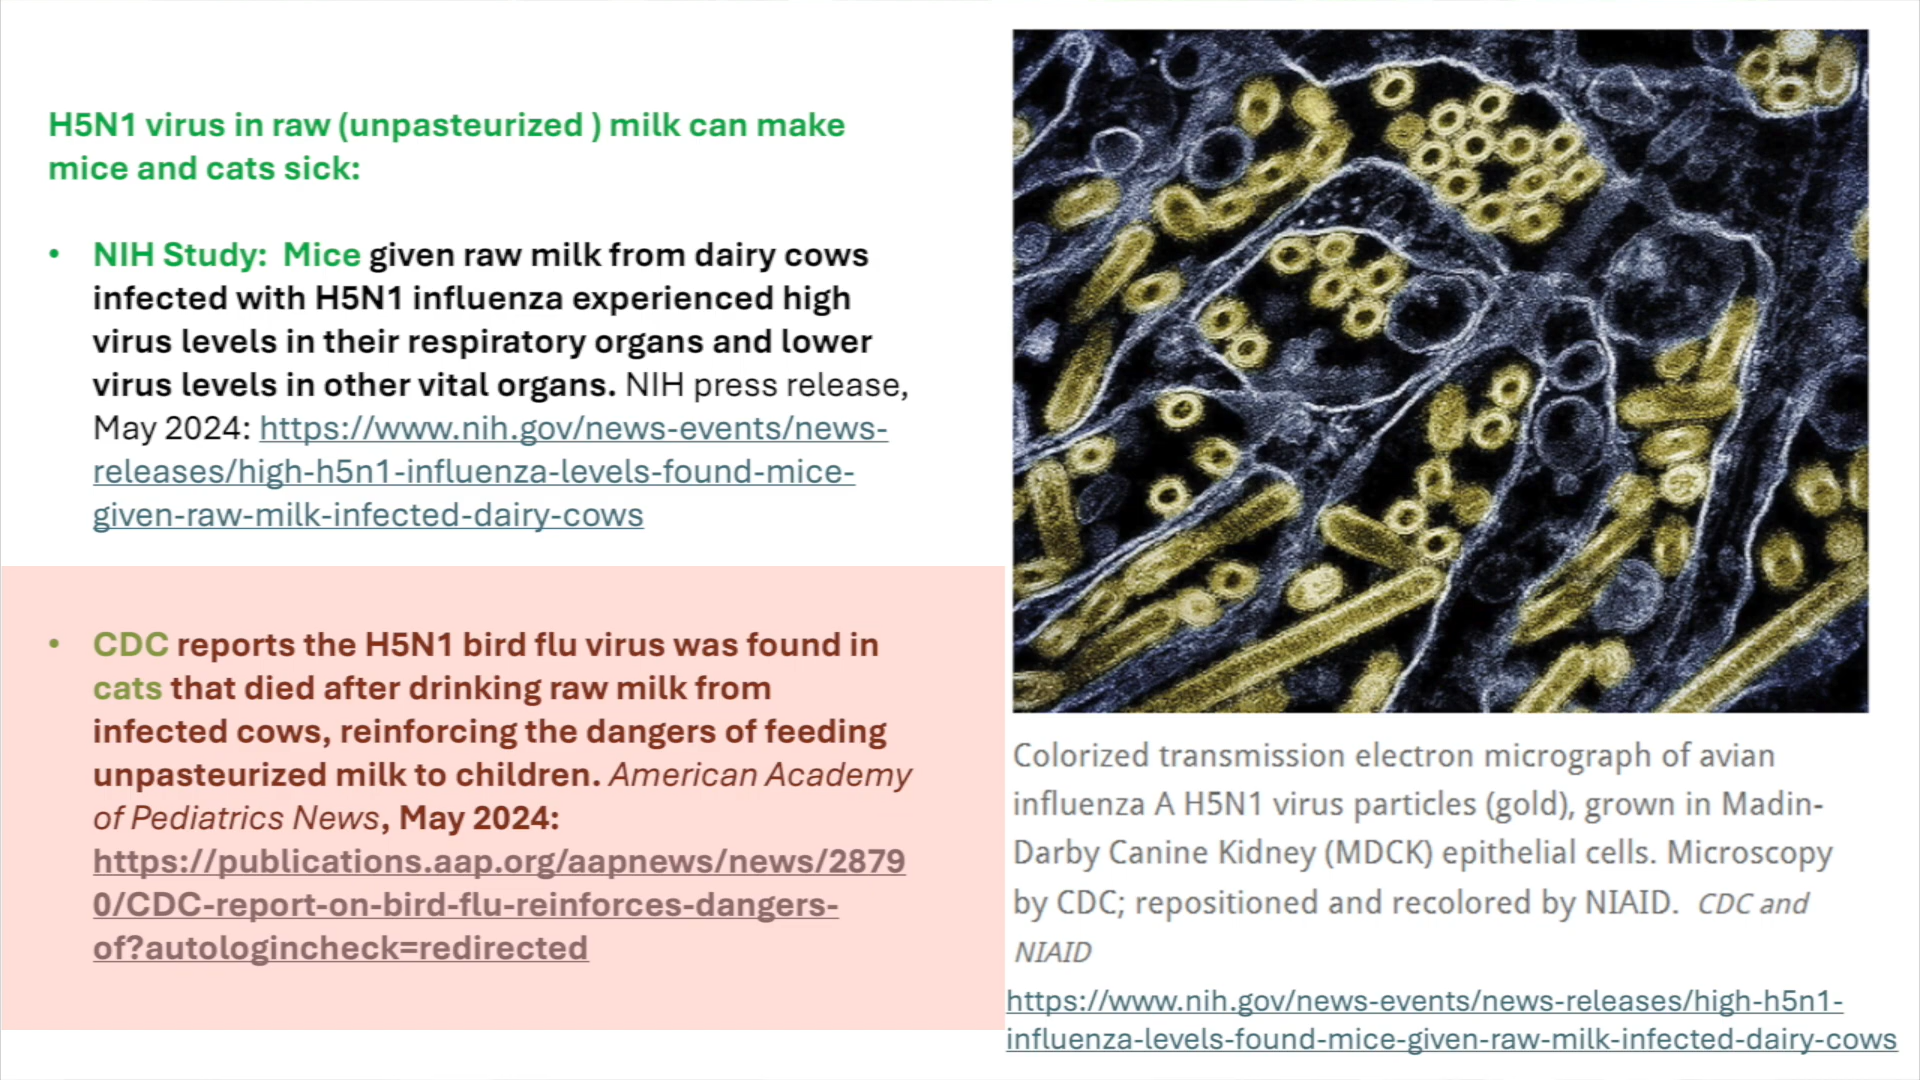 H5N1 virus in raw (unpasteurized ) milk can make
mice and cats sick:
• NIH Study:  Mice given raw milk from dairy cows
infected with H5N1 influenza experienced high
virus levels in their respiratory organs and lower
virus levels in other vital organs. NIH press release,
May 2024: https://www.nih.gov/news-events/news-
releases/high-h5n1-influenza-levels-found-mice-
given-raw-milk-infected-dairy-cows
• CDC reports the H5N1 bird flu virus was found in
cats that died after drinking raw milk from
infected cows, reinforcing the dangers of feeding
unpasteurized milk to children. American Academy
of Pediatrics News, May 2024:
https://publications.aap.org/aapnews/news/2879
0/CDC-report-on-bird-flu-reinforces-dangers-
of?autologincheck=redirected
Colorized transmission electron micrograph of avian
influenza A H5N1 virus particles (gold), grown in Madin-
Darby Canine Kidney (MDCK) epithelial cells. Microscopy
by CDC; repositioned and recolored by NIAID.  CDC and
NIAID
https://www.nih.gov/news-events/news-releases/high-h5n1-
influenza-levels-found-mice-given-raw-milk-infected-dairy-cows